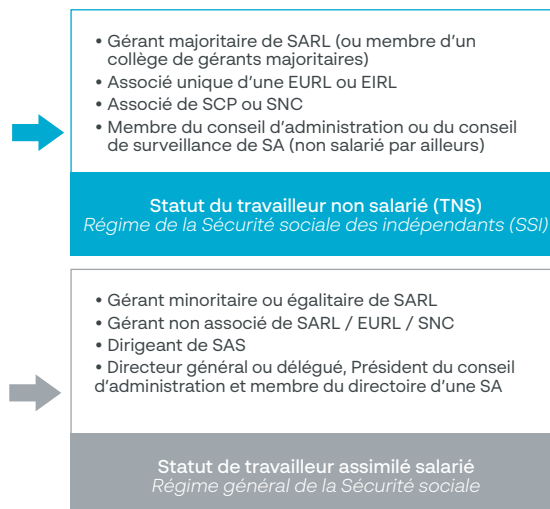 • Gérant majoritaire de SARL (ou membre d'un
collège de gérants majoritaires)
• Associé unique d'une EURL ou EIRL
• Associé de SCP ou SNC
• Membre du conseil d'administration ou du conseil
de surveillance de SA (non salarié par ailleurs)
Statut du travailleur non salarié (TNS)
Régime de la Sécurité sociale des indépendants (SSI)
• Gérant minoritaire ou égalitaire de SARL
• Gérant non associé de SARL / EURL / SNC
• Dirigeant de SAS
• Directeur général ou délégué, Président du conseil
d'administration et membre du directoire d'une SA
Statut de travailleur assimilé salarié
Régime général de la Sécurité sociale